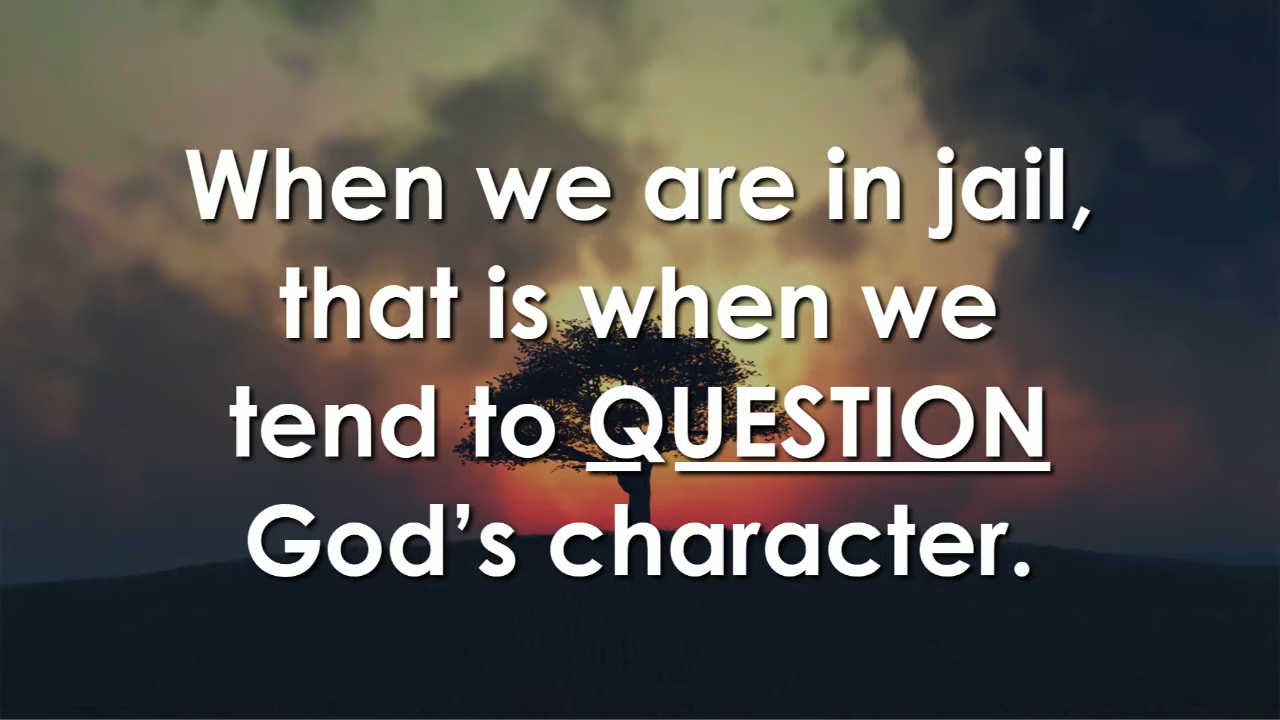 When we are in jail,
that is when we
tend to QUESTION
God’s character.